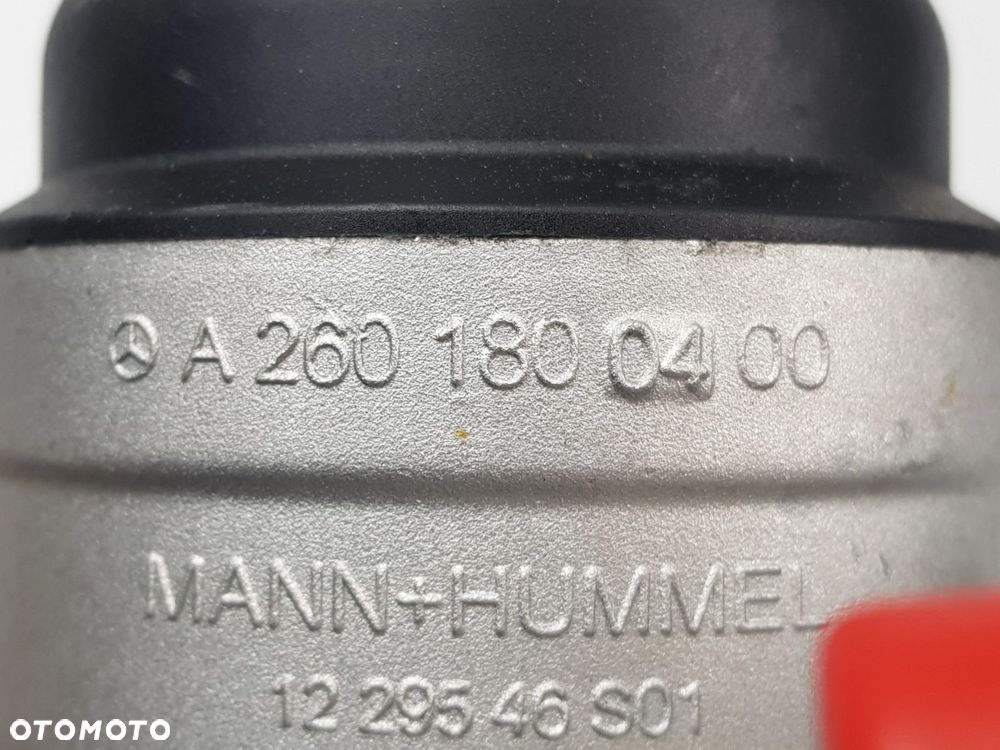 A 260 180 04 00
MANN+HUMMEL
12 295 46 S01
OTOMOTO